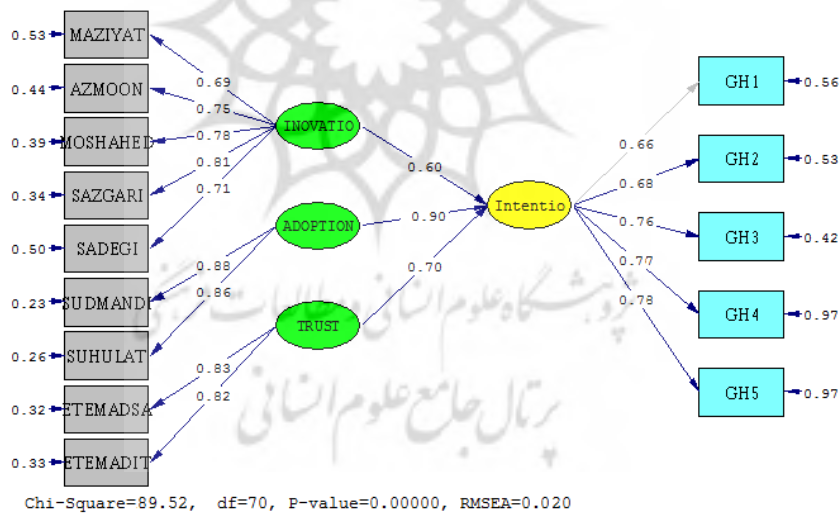 0.53 MAZIYAT
0.44 AZMOON
0.39 MOSHAHED
0.34 SAZGARI
0.50 SADEGI
0.23 SUDMANDI
0.26 SUHULAT
0.32 ETEMADSA
0.33 ETEMADIT
0.69
0.75
0.78
0.81
0.71
0.88
0.86
0.83
0.82
INOVATIO
ADOPTION
TRUST
0.60
0.90
0.70
Intentio
0.66
0.68
0.76
0.77
0.78
GH1 0.56
GH2 0.53
GH3 0.42
GH4 0.97
GH5 0.97
پژوهشگاه علوم انسانی و مطالعات فرهنگی
پرتال جامع علوم انسانی
Chi-Square=89.52, df=70, P-value=0.00000, RMSEA=0.020